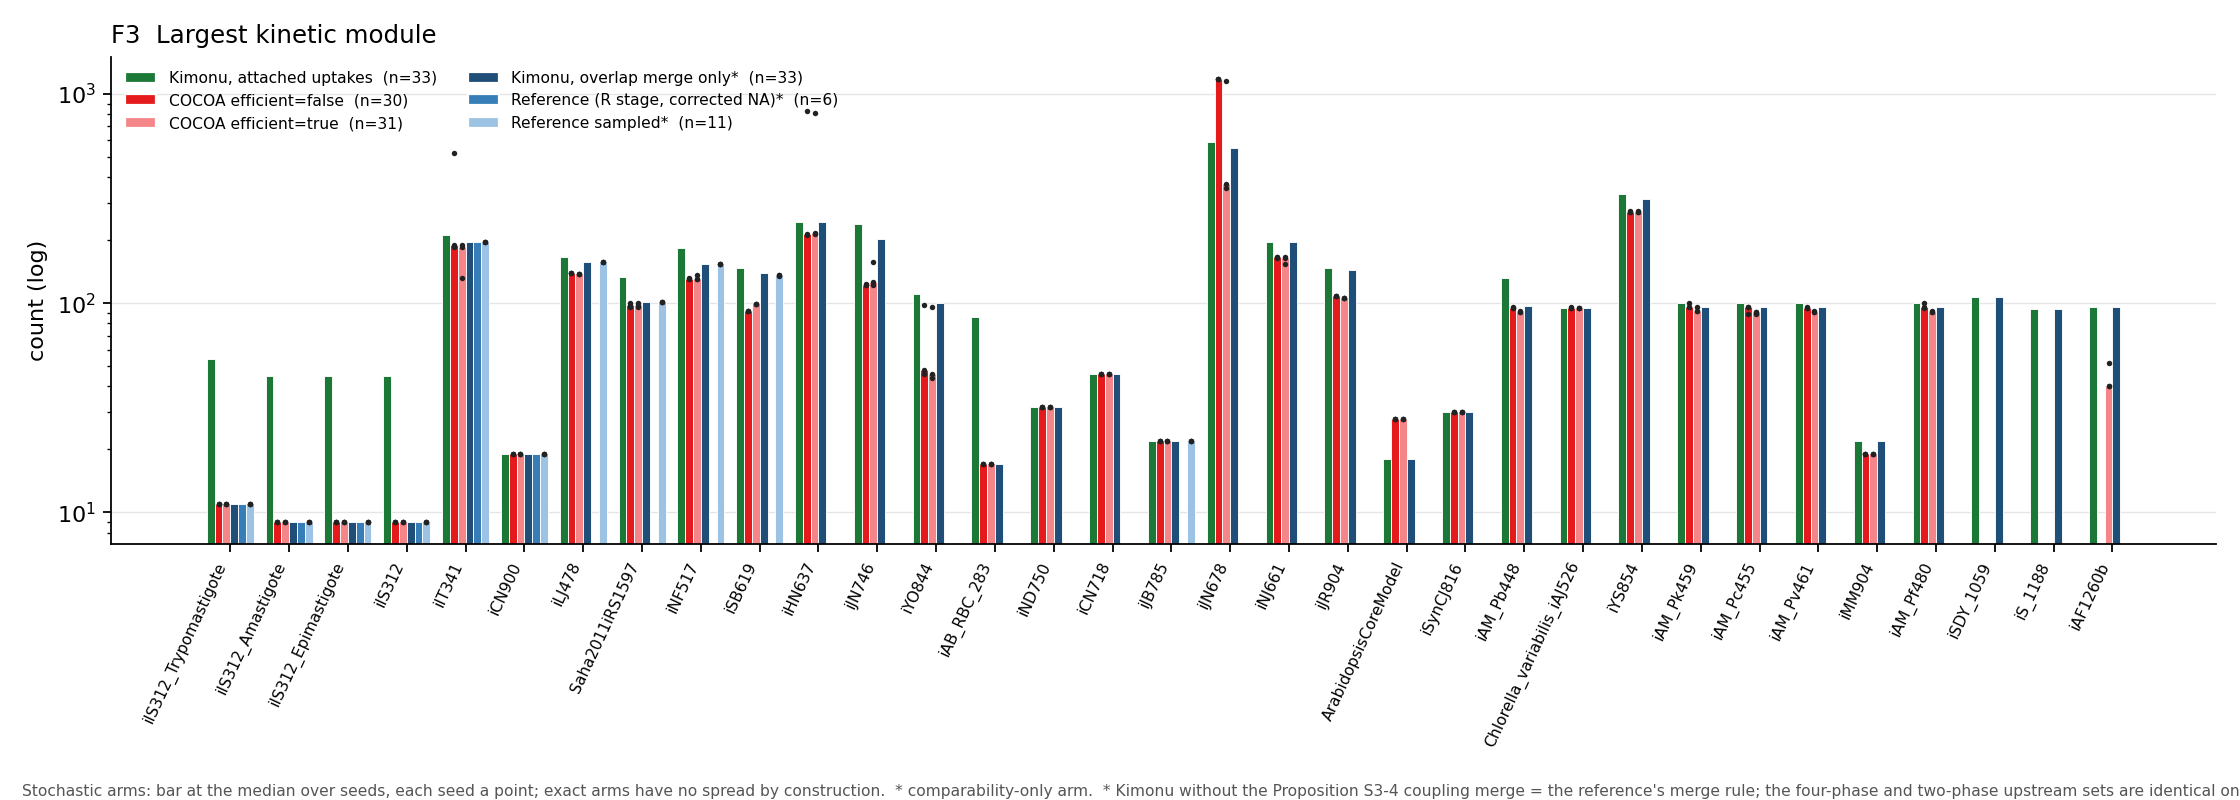 F3  Largest kinetic module
Kimonu, attached uptakes  (n=33)
COCOA efficient=false  (n=30)
COCOA efficient=true  (n=31)
Kimonu, overlap merge only*  (n=33)
Reference (R stage, corrected NA)*  (n=6)
Reference sampled*  (n=11)
count (log)
10³
10²
10¹
iIS312_Trypomastigote
iIS312_Amastigote
iIS312_Epimastigote
iIS312
iIT341
iCN900
iLJ478
Saha2011iRS1597
iNF517
iSB619
iHN637
iJN746
iYO844
iAB_RBC_283
iND750
iCN718
iJB785
iJN678
iNJ661
iJR904
ArabidopsisCoreModel
iSynCJ816
iAM_Pb448
Chlorella_variabilis_iAJ526
iYS854
iAM_Pk459
iAM_Pc455
iAM_Pv461
iMM904
iAM_Pf480
iSDY_1059
iS_1188
iAF1260b
Stochastic arms: bar at the median over seeds, each seed a point; exact arms have no spread by construction.  * comparability-only arm.  * Kimonu without the Proposition S3-4 coupling merge = the reference's merge rule; the four-phase and two-phase upstream sets are identical on